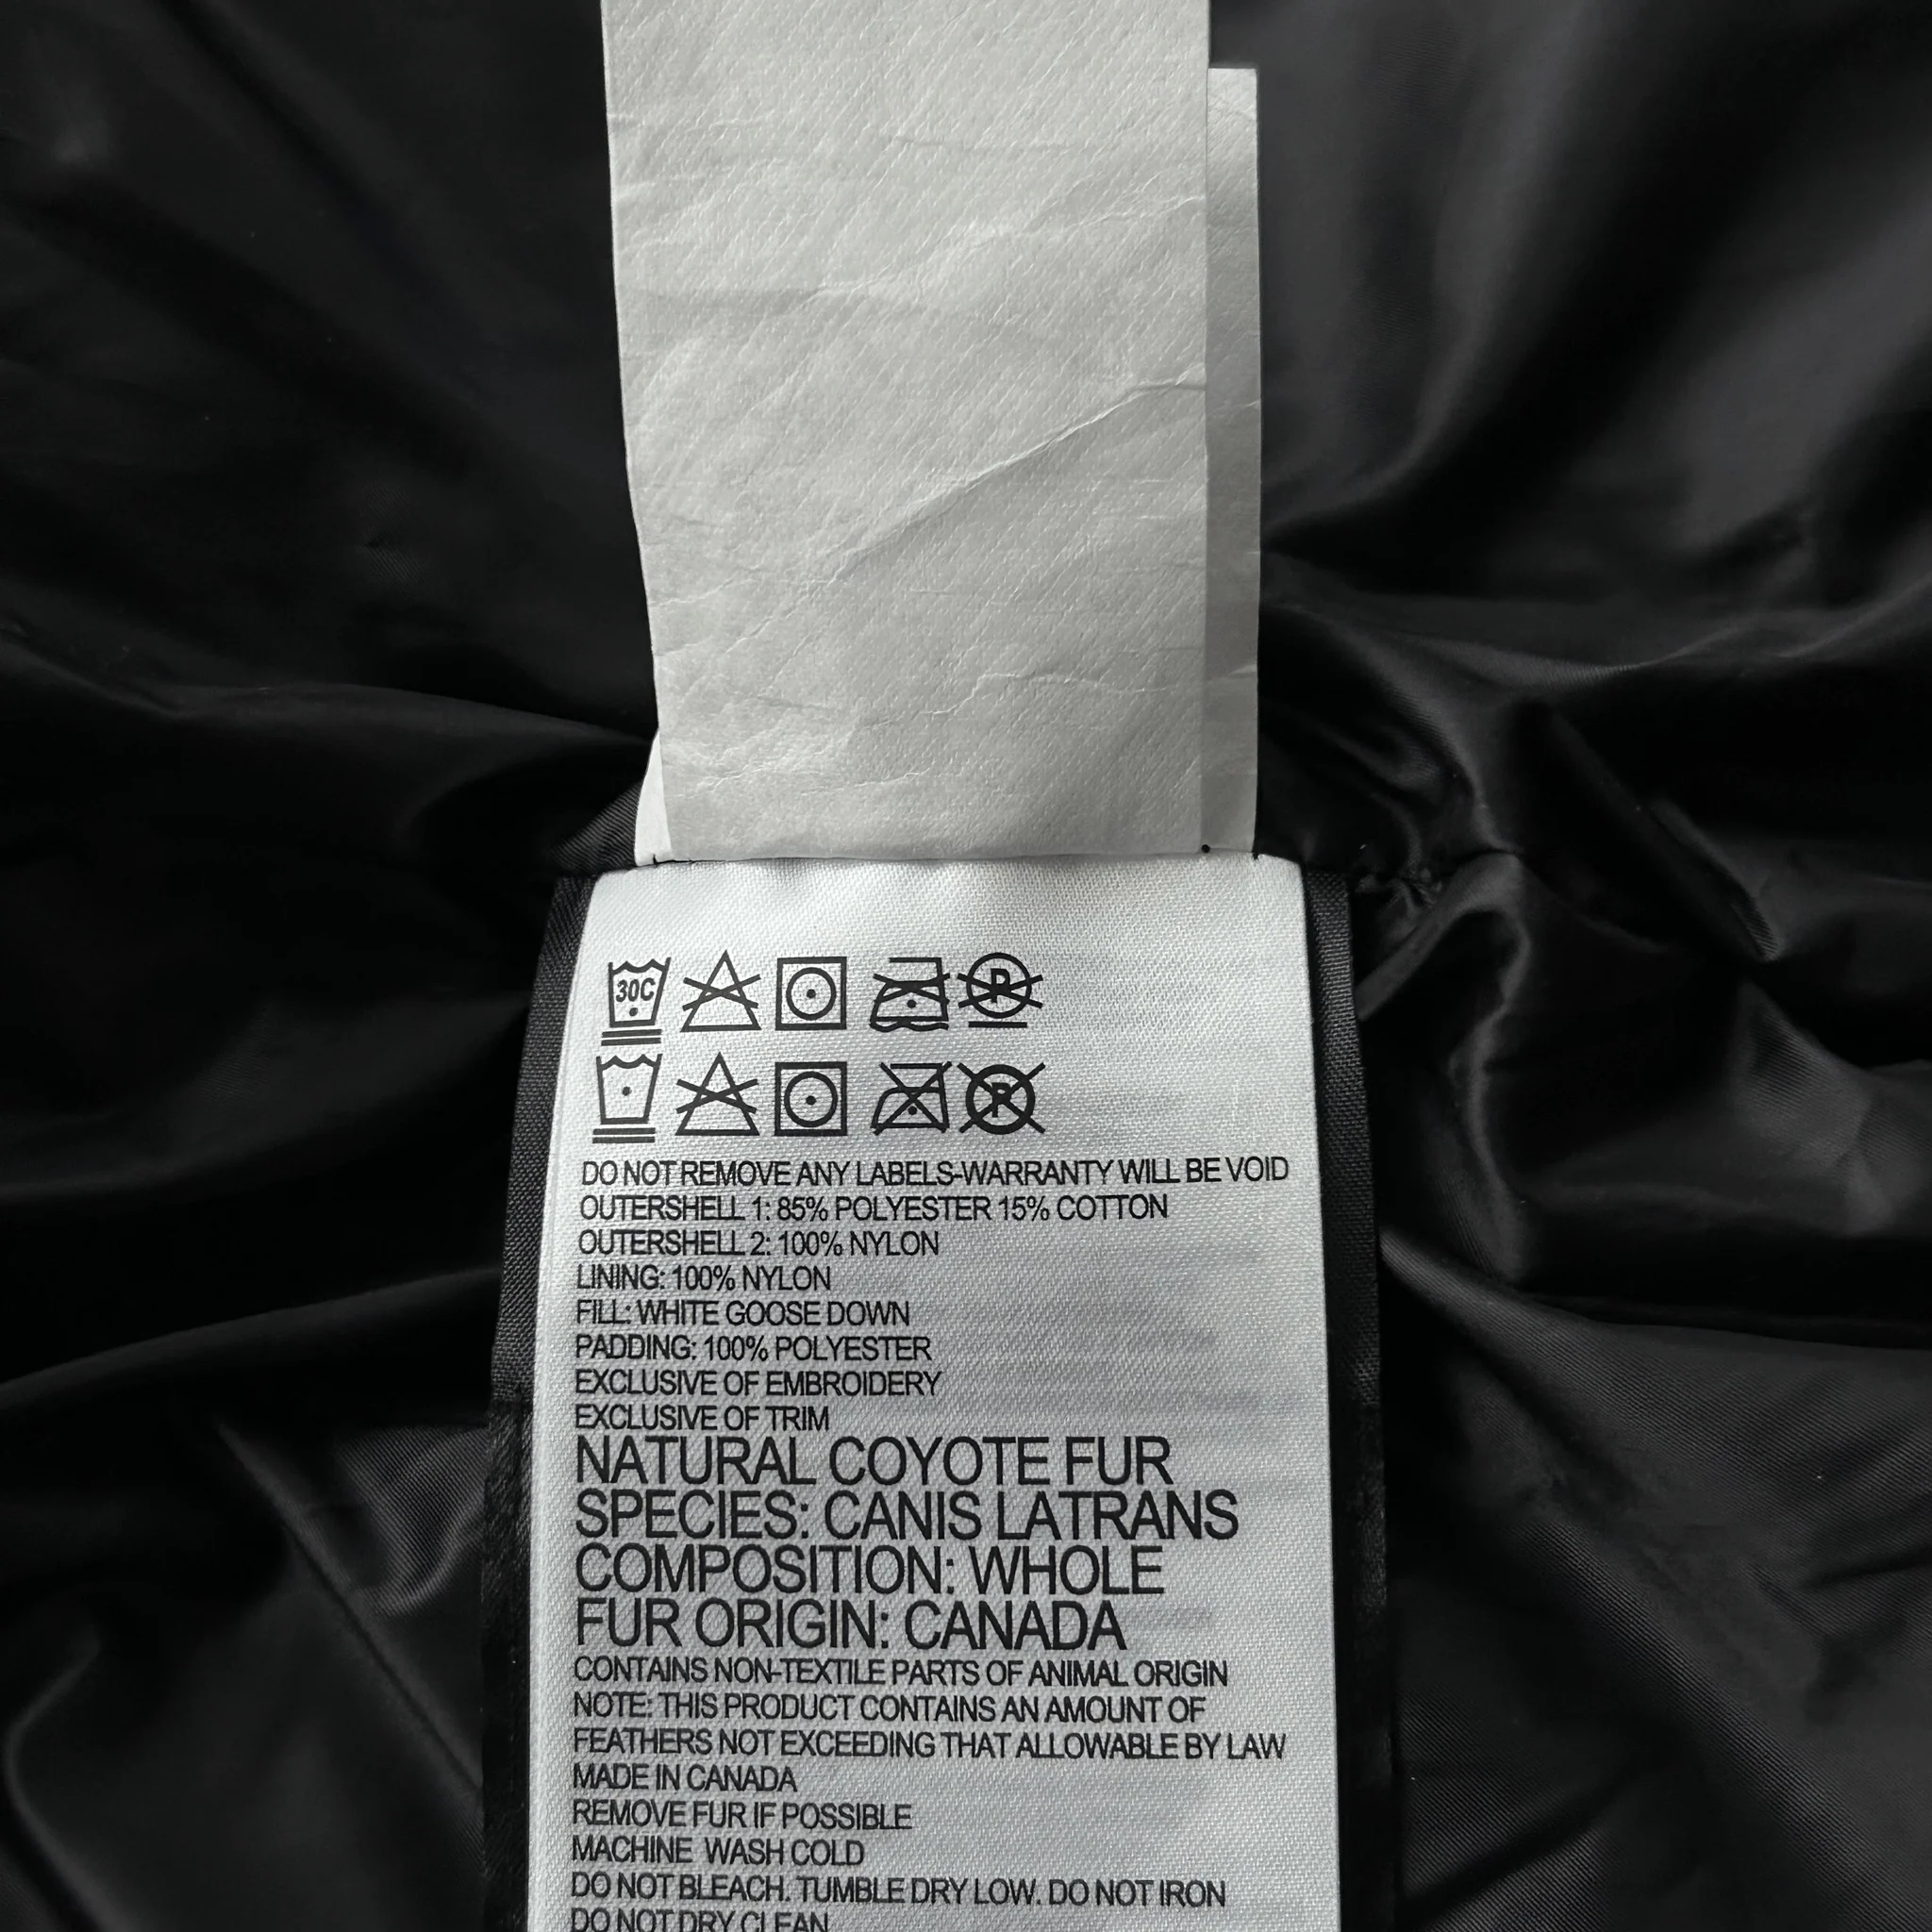 30C
P
P
DO NOT REMOVE ANY LABELS-WARRANTY WILL BE VOID
OUTERSHELL 1: 85% POLYESTER 15% COTTON
OUTERSHELL 2: 100% NYLON
LINING: 100% NYLON
FILL: WHITE GOOSE DOWN
PADDING: 100% POLYESTER
EXCLUSIVE OF EMBROIDERY
EXCLUSIVE OF TRIM
NATURAL COYOTE FUR
SPECIES: CANIS LATRANS
COMPOSITION: WHOLE
FUR ORIGIN: CANADA
CONTAINS NON-TEXTILE PARTS OF ANIMAL ORIGIN
NOTE: THIS PRODUCT CONTAINS AN AMOUNT OF
FEATHERS NOT EXCEEDING THAT ALLOWABLE BY LAW
MADE IN CANADA
REMOVE FUR IF POSSIBLE
MACHINE WASH COLD
DO NOT BLEACH. TUMBLE DRY LOW. DO NOT IRON
DO NOT DRY CLEAN